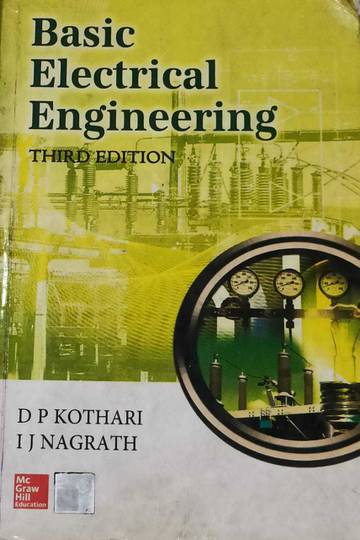 Basic
Electrical
Engineering
THIRD EDITION
D P KOTHARI
I J NAGRATH
Mc
Graw
Hill
Education